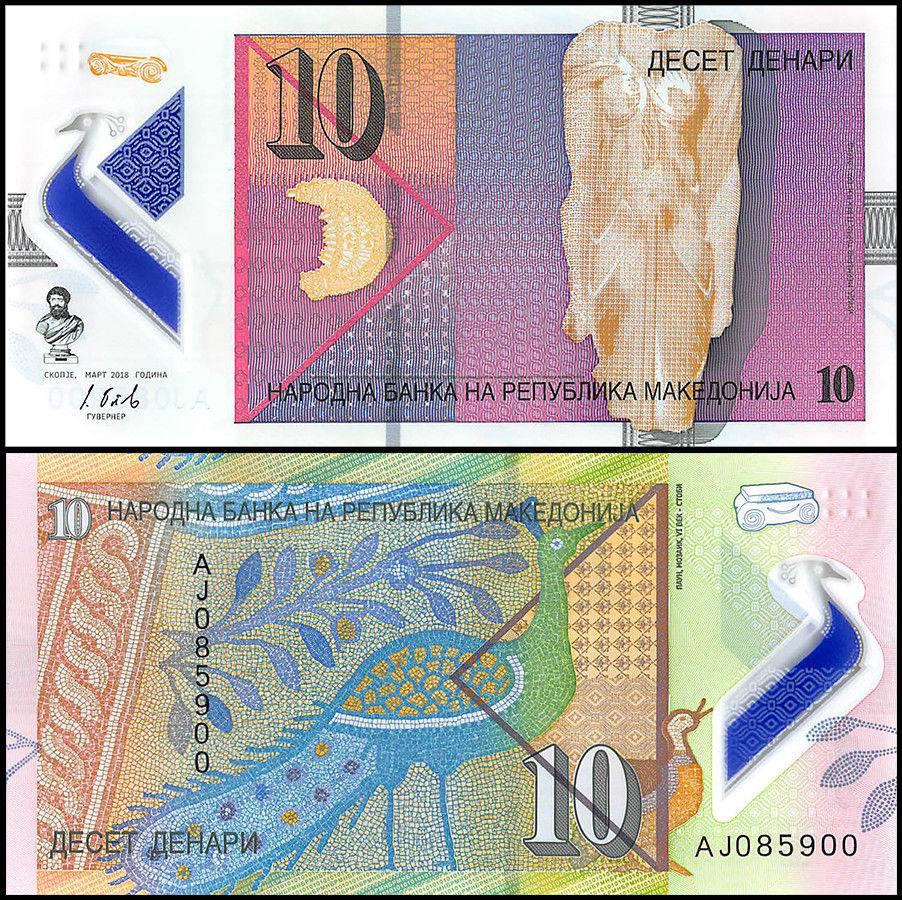 10
ДЕСЕТ ДЕНАРИ
СКОПЈЕ, МАРТ 2018 ГОДИНА
ГУВЕРНЕР
НАРОДНА БАНКА НА РЕПУБЛИКА МАКЕДОНИЈА 10
10 НАРОДНА БАНКА НА РЕПУБЛИКА МАКЕДОНИЈА
ПАУН, МОЗАИК, VI ВЕК - СТОБИ
AJ085900
10
ДЕСЕТ ДЕНАРИ
AJ085900